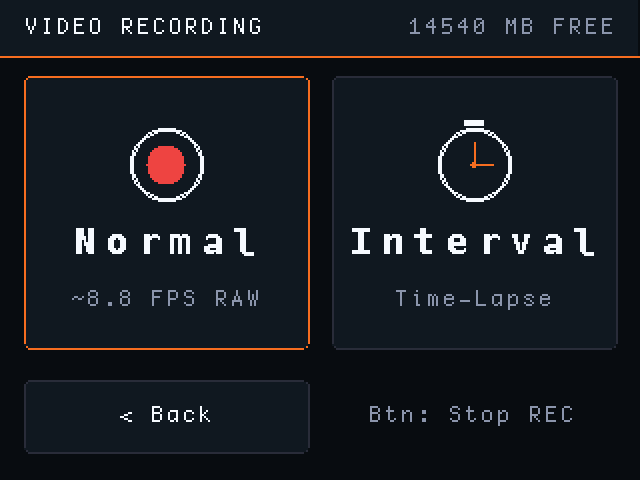 VIDEO RECORDING
14540 MB FREE
Normal
~8.8 FPS RAW
Interval
Time-Lapse
< Back
Btn: Stop REC